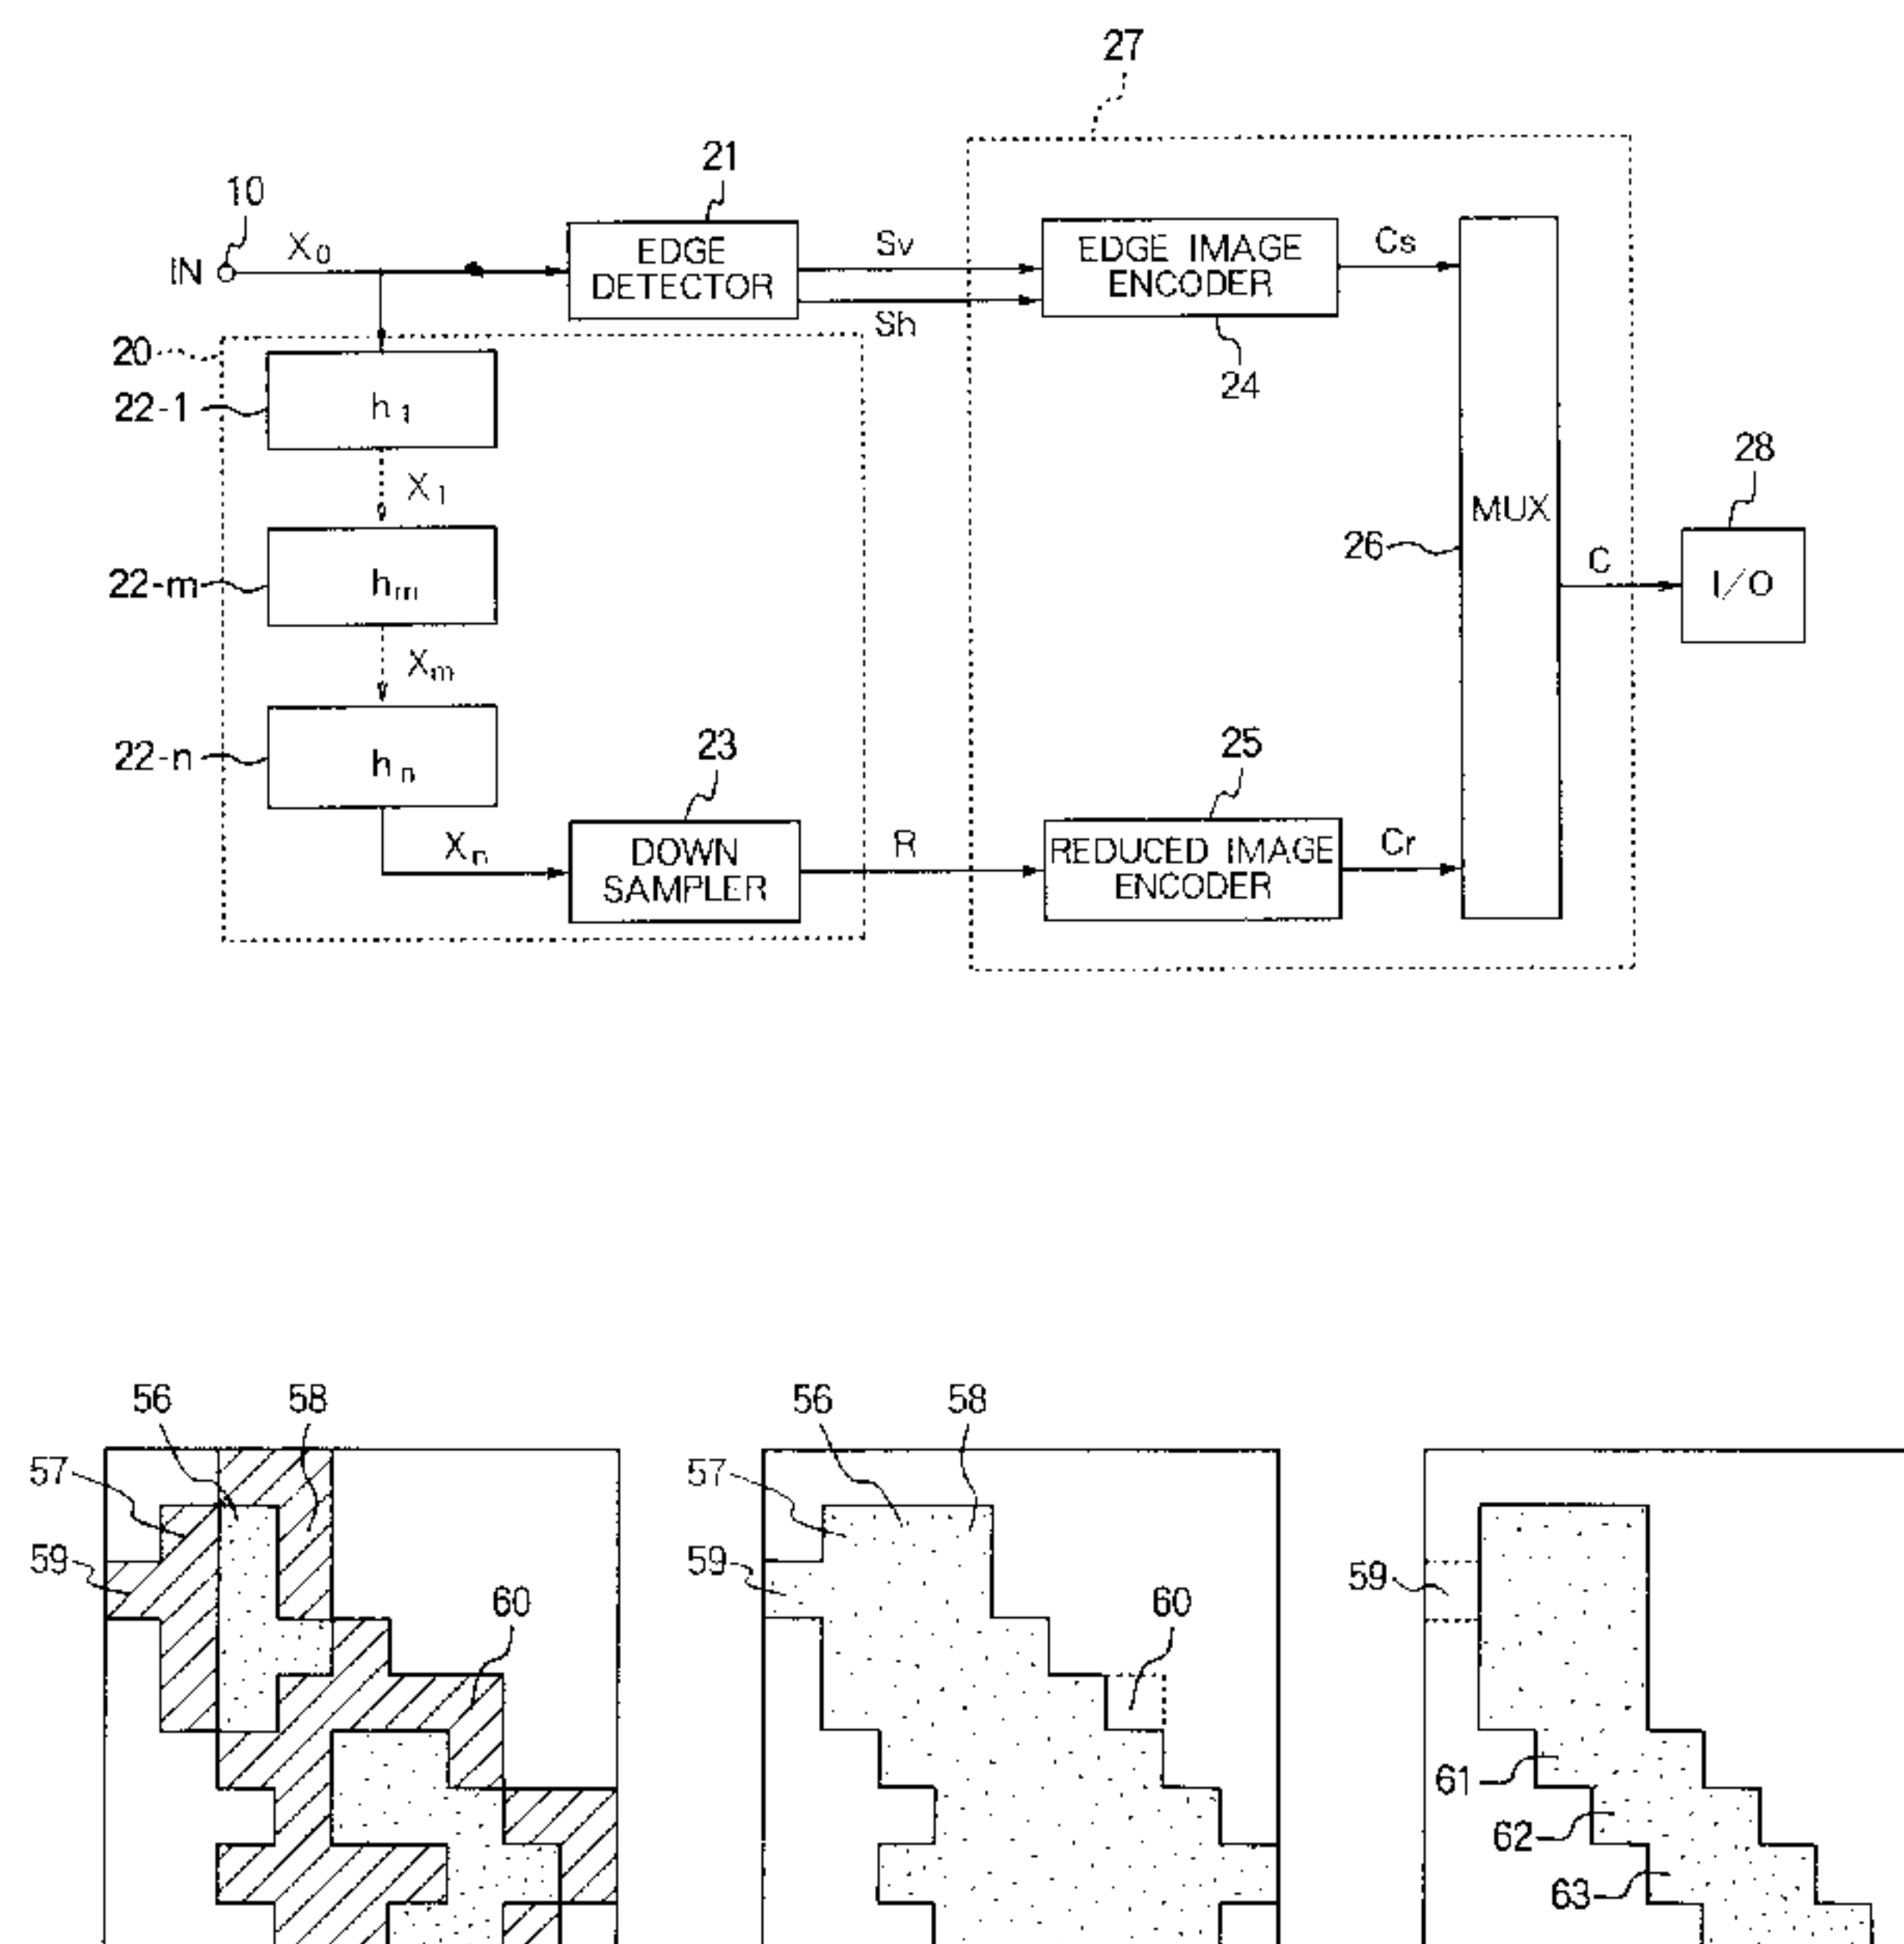 27
21
10
IN
X0
EDGE
DETECTOR
Sv
Sh
EDGE IMAGE
ENCODER
Cs
24
20
22-1
h1
X1
22-m
hm
Xm
22-n
hn
Xn
23
DOWN
SAMPLER
R
25
REDUCED IMAGE
ENCODER
Cr
26
MUX
C
28
I/O
56
58
57
59
60
56
58
57
59
60
59
61
62
63